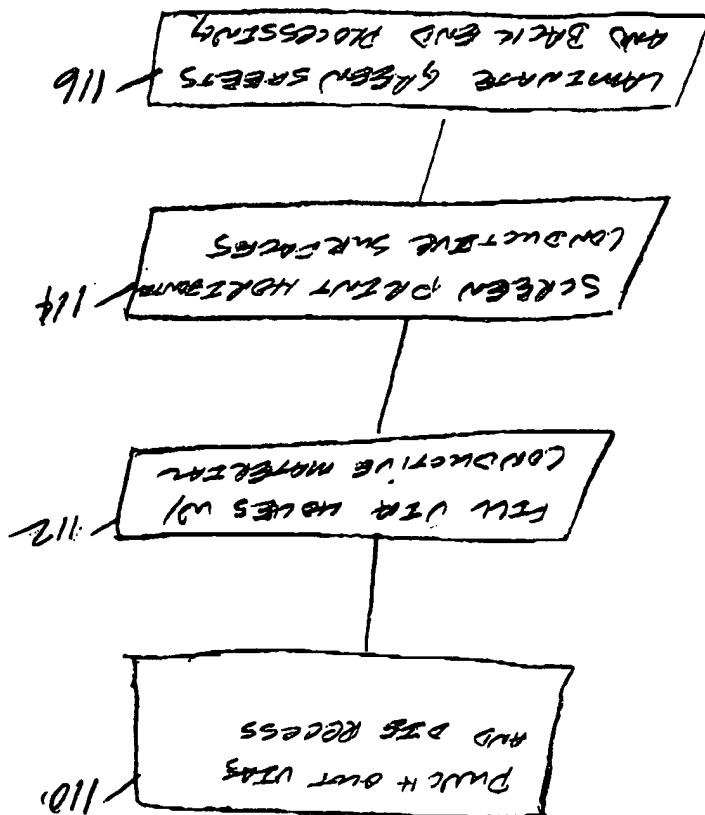 110
PUNCH OUT VIAS
AND DIE RECESS
112
FILL VIA HOLES W/
CONDUCTIVE MATERIAL
114
SCREEN PRINT HORIZONTAL
CONDUCTIVE SURFACES
116
LAMINATE GREEN SHEETS
AND BACK END PROCESSING